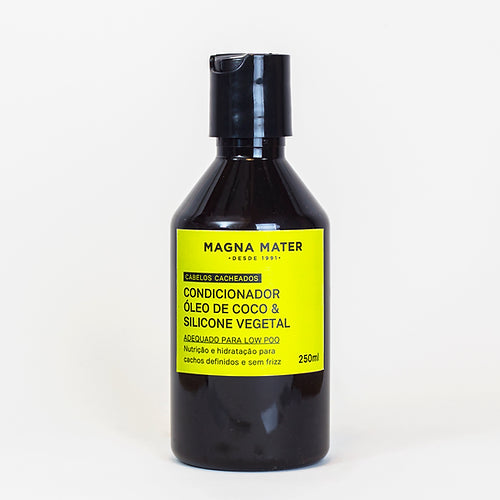 MAGNA MATER
•DESDE 1991•
CABELOS CACHEADOS
CONDICIONADOR
ÓLEO DE COCO &
SILICONE VEGETAL
ADEQUADO PARA LOW POO
Nutrição e hidratação para
cachos definidos e sem frizz
250ml